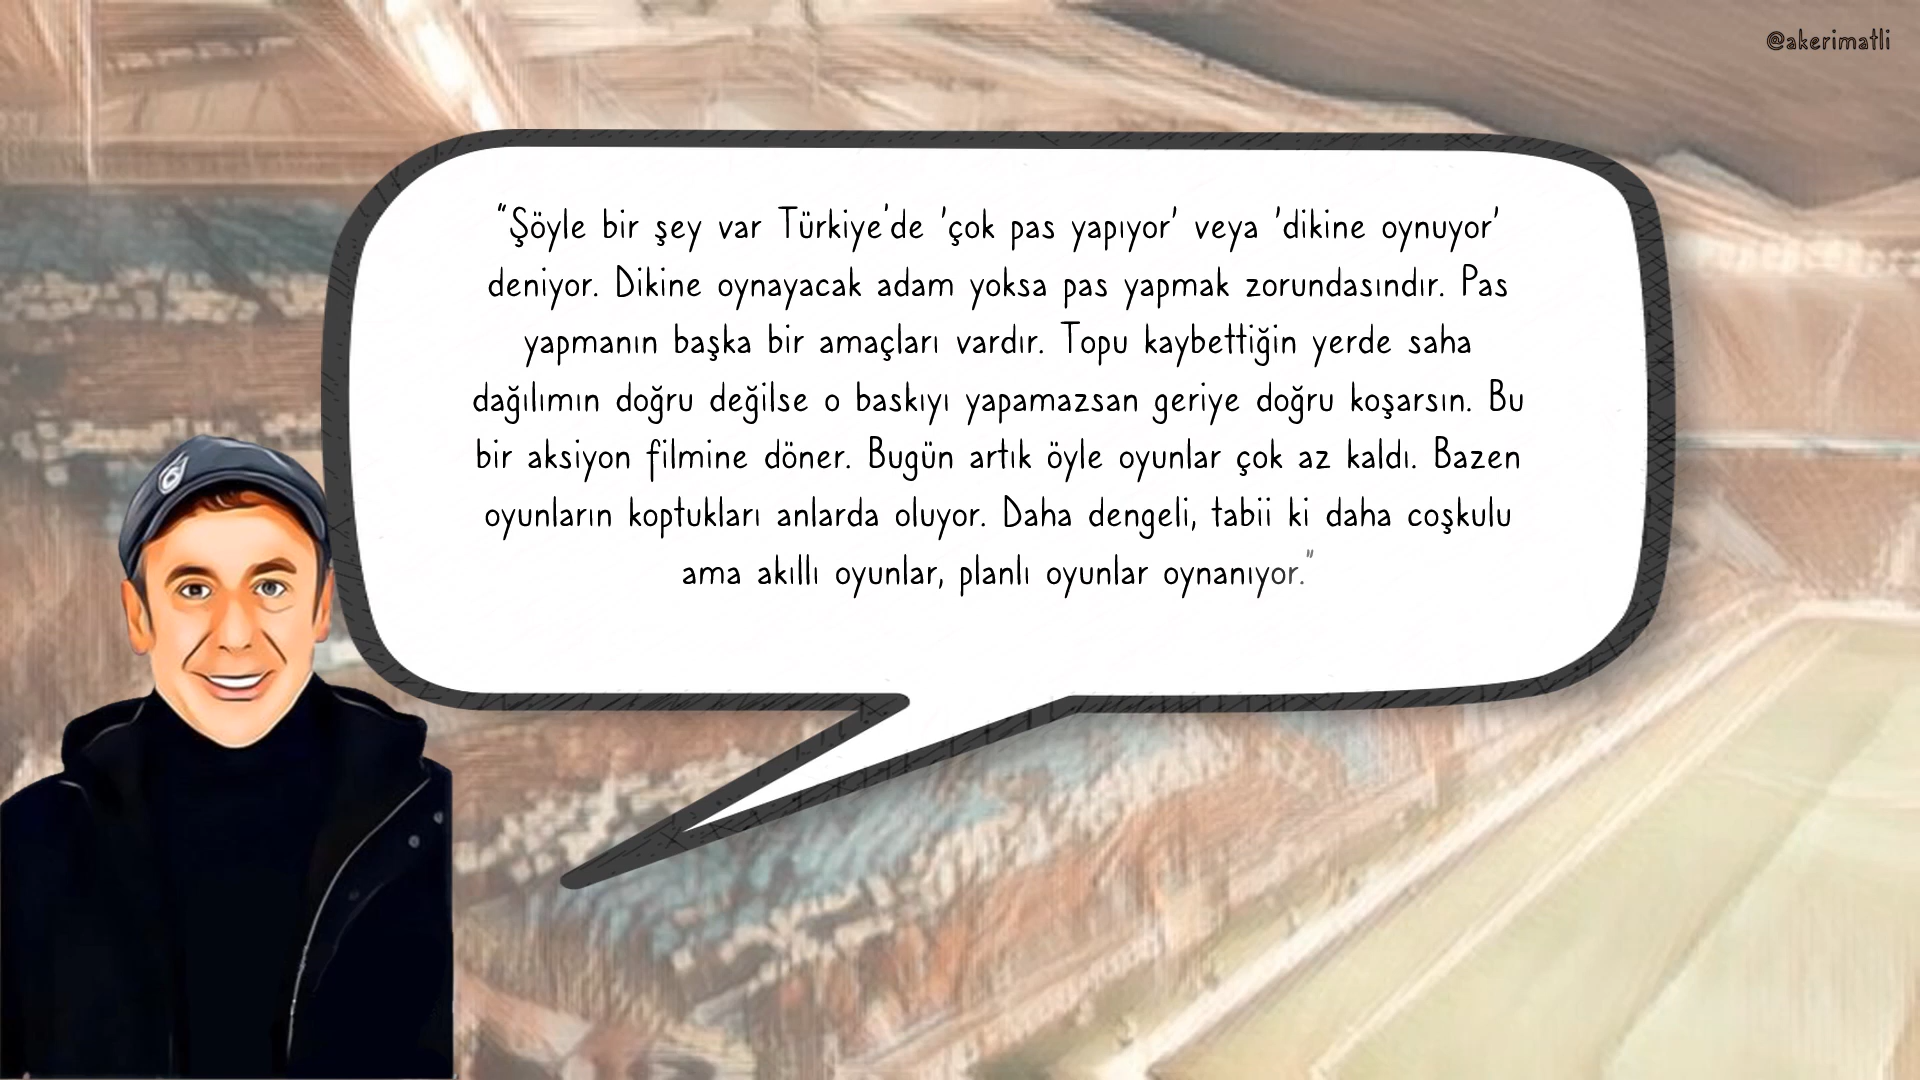 @akerimatli
"Şöyle bir şey var Türkiye'de 'çok pas yapıyor' veya 'dikine oynuyor'
deniyor. Dikine oynayacak adam yoksa pas yapmak zorundasındır. Pas
yapmanın başka bir amaçları vardır. Topu kaybettiğin yerde saha
dağılımın doğru değilse o baskıyı yapamazsan geriye doğru koşarsın. Bu
bir aksiyon filmine döner. Bugün artık öyle oyunlar çok az kaldı. Bazen
oyunların koptukları anlarda oluyor. Daha dengeli, tabii ki daha coşkulu
ama akıllı oyunlar, planlı oyunlar oynanıyor."